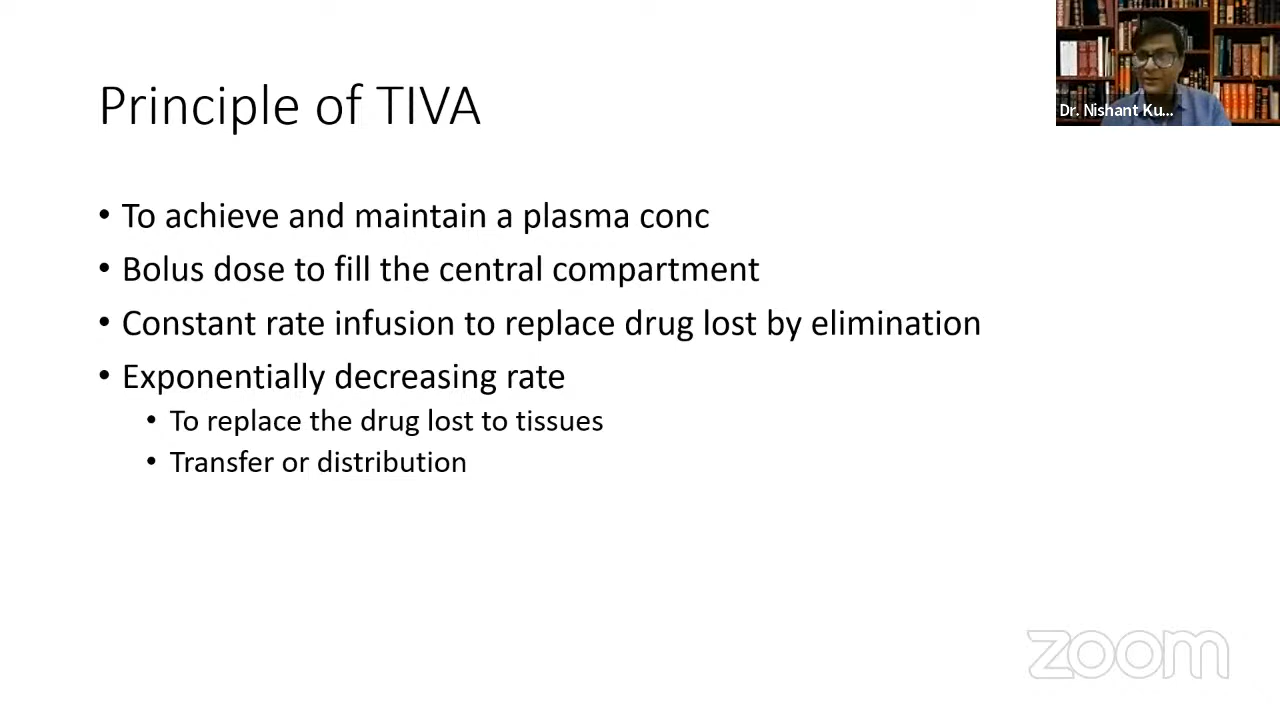 Principle of TIVA
Dr. Nishant Ku...
• To achieve and maintain a plasma conc
• Bolus dose to fill the central compartment
• Constant rate infusion to replace drug lost by elimination
• Exponentially decreasing rate
• To replace the drug lost to tissues
• Transfer or distribution
zoom